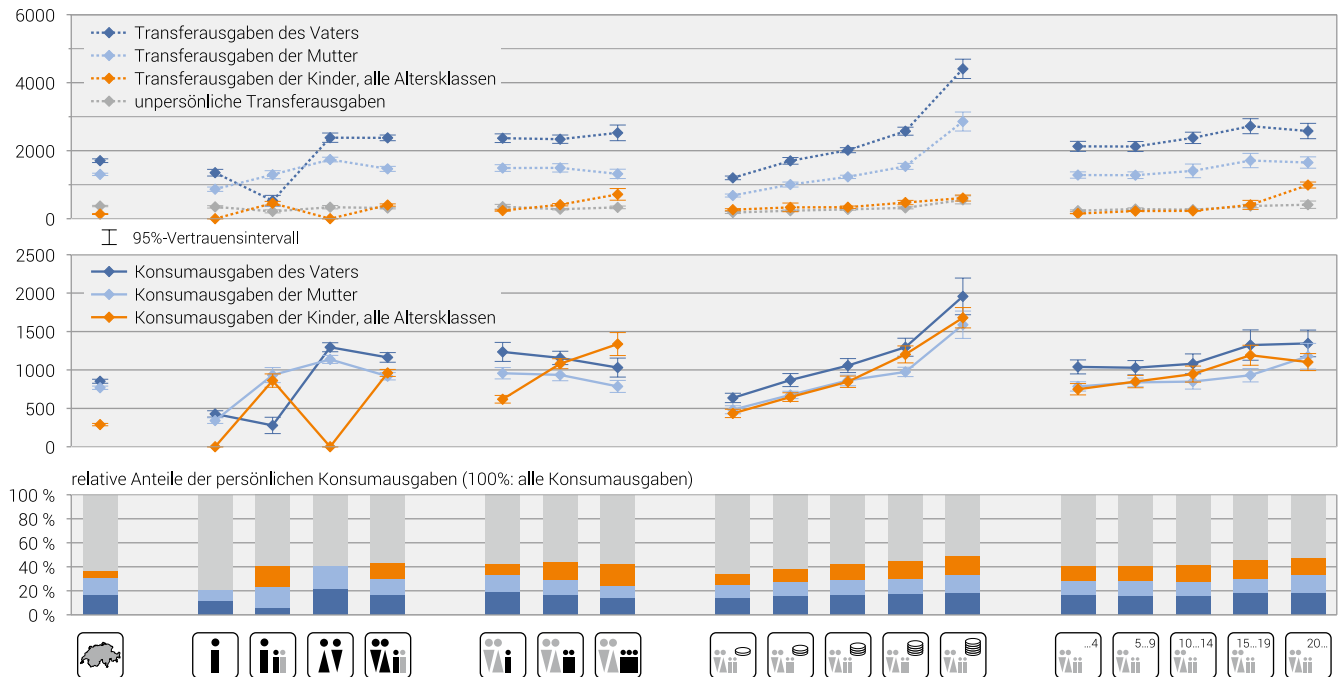 6000
4000
2000
0
Transferausgaben des Vaters
Transferausgaben der Mutter
Transferausgaben der Kinder, alle Altersklassen
unpersönliche Transferausgaben
95%-Vertrauensintervall
2500
2000
1500
1000
500
0
Konsumausgaben des Vaters
Konsumausgaben der Mutter
Konsumausgaben der Kinder, alle Altersklassen
relative Anteile der persönlichen Konsumausgaben (100%: alle Konsumausgaben)
100 %
80 %
60 %
40 %
20 %
0 %
...4 5...9 10...14 15...19 20...